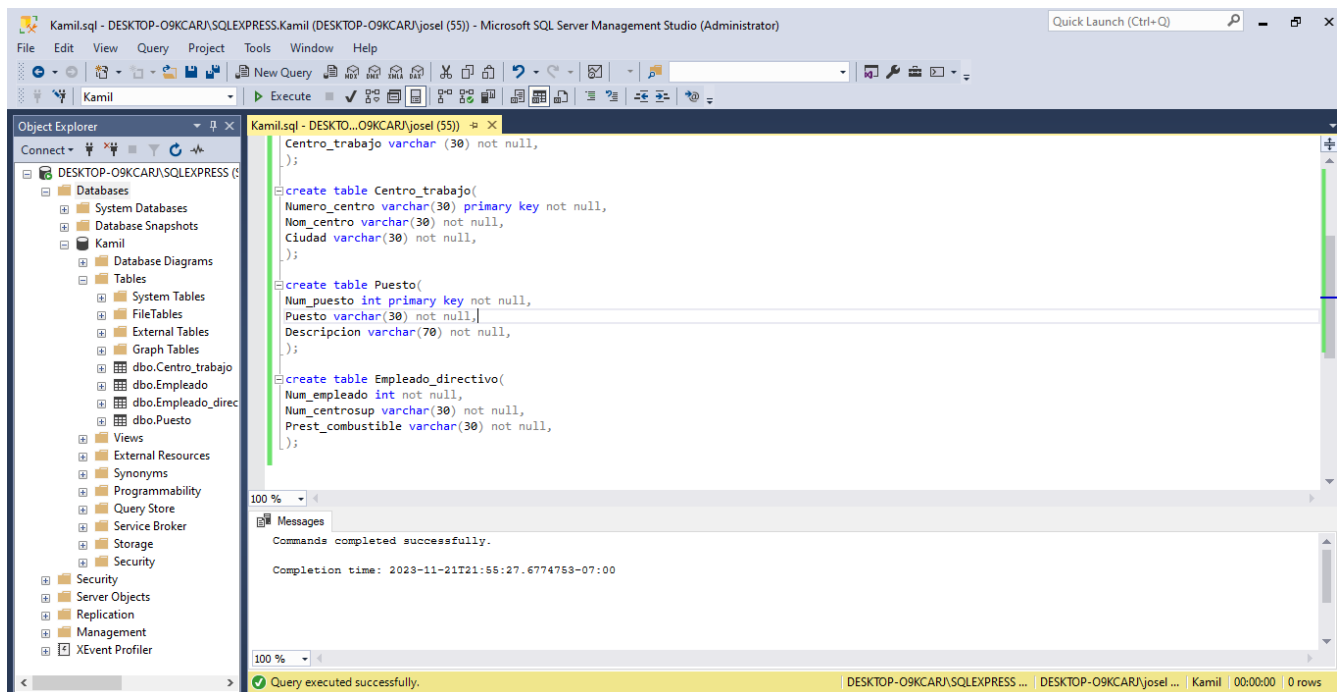 Kamil.sql - DESKTOP-O9KCARJ\SQLEXPRESS.Kamil (DESKTOP-O9KCARJ\josel (55)) - Microsoft SQL Server Management Studio (Administrator)
Quick Launch (Ctrl+Q)
File Edit View Query Project Tools Window Help
New Query
Kamil
Execute
Object Explorer
Connect
DESKTOP-O9KCARJ\SQLEXPRESS (S
Databases
System Databases
Database Snapshots
Kamil
Database Diagrams
Tables
System Tables
FileTables
External Tables
Graph Tables
dbo.Centro_trabajo
dbo.Empleado
dbo.Empleado_direc
dbo.Puesto
Views
External Resources
Synonyms
Programmability
Query Store
Service Broker
Storage
Security
Security
Server Objects
Replication
Management
XEvent Profiler
Kamil.sql - DESKTO...O9KCARJ\josel (55))
Centro_trabajo varchar (30) not null,
);
create table Centro_trabajo(
Numero_centro varchar(30) primary key not null,
Nom_centro varchar(30) not null,
Ciudad varchar(30) not null,
);
create table Puesto(
Num_puesto int primary key not null,
Puesto varchar(30) not null,
Descripcion varchar(70) not null,
);
create table Empleado_directivo(
Num_empleado int not null,
Num_centrosup varchar(30) not null,
Prest_combustible varchar(30) not null,
);
100 %
Messages
Commands completed successfully.
Completion time: 2023-11-21T21:55:27.6774753-07:00
100 %
Query executed successfully.
DESKTOP-O9KCARJ\SQLEXPRESS ... DESKTOP-O9KCARJ\josel ... Kamil 00:00:00 0 rows